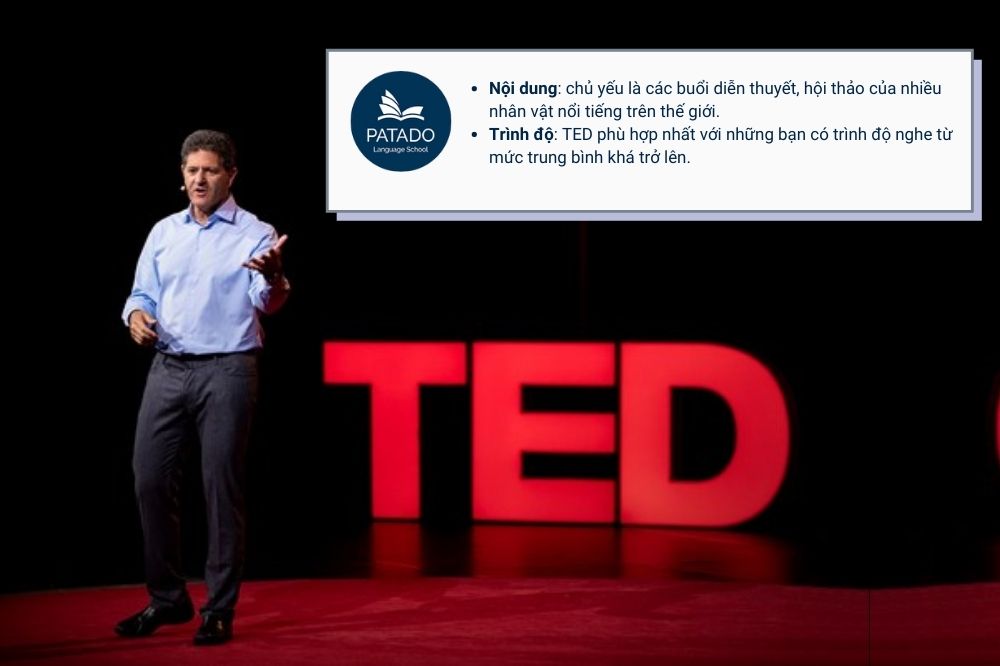 PATADO
Language School
• Nội dung: chủ yếu là các buổi diễn thuyết, hội thảo của nhiều
nhân vật nổi tiếng trên thế giới.
• Trình độ: TED phù hợp nhất với những bạn có trình độ nghe từ
mức trung bình khá trở lên.
TED